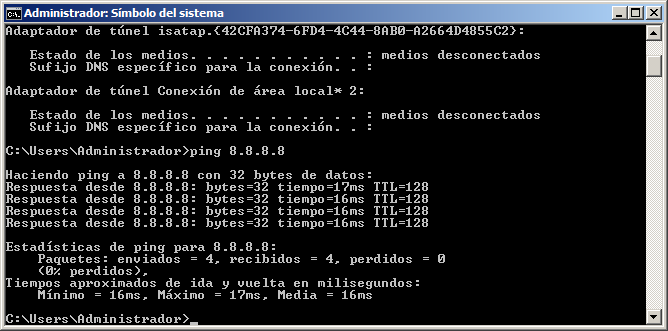 Administrador: Símbolo del sistema
Adaptador de túnel isatap.{42CFA374-6FD4-4C44-8AB0-A2664D4855C2}:
Estado de los medios. . . . . . . . . . . : medios desconectados
Sufijo DNS específico para la conexión. . :
Adaptador de túnel Conexión de área local* 2:
Estado de los medios. . . . . . . . . . . : medios desconectados
Sufijo DNS específico para la conexión. . :
C:\Users\Administrador>ping 8.8.8.8
Haciendo ping a 8.8.8.8 con 32 bytes de datos:
Respuesta desde 8.8.8.8: bytes=32 tiempo=17ms TTL=128
Respuesta desde 8.8.8.8: bytes=32 tiempo=16ms TTL=128
Respuesta desde 8.8.8.8: bytes=32 tiempo=16ms TTL=128
Respuesta desde 8.8.8.8: bytes=32 tiempo=16ms TTL=128
Estadísticas de ping para 8.8.8.8:
Paquetes: enviados = 4, recibidos = 4, perdidos = 0
(0% perdidos),
Tiempos aproximados de ida y vuelta en milisegundos:
Mínimo = 16ms, Máximo = 17ms, Media = 16ms
C:\Users\Administrador>_